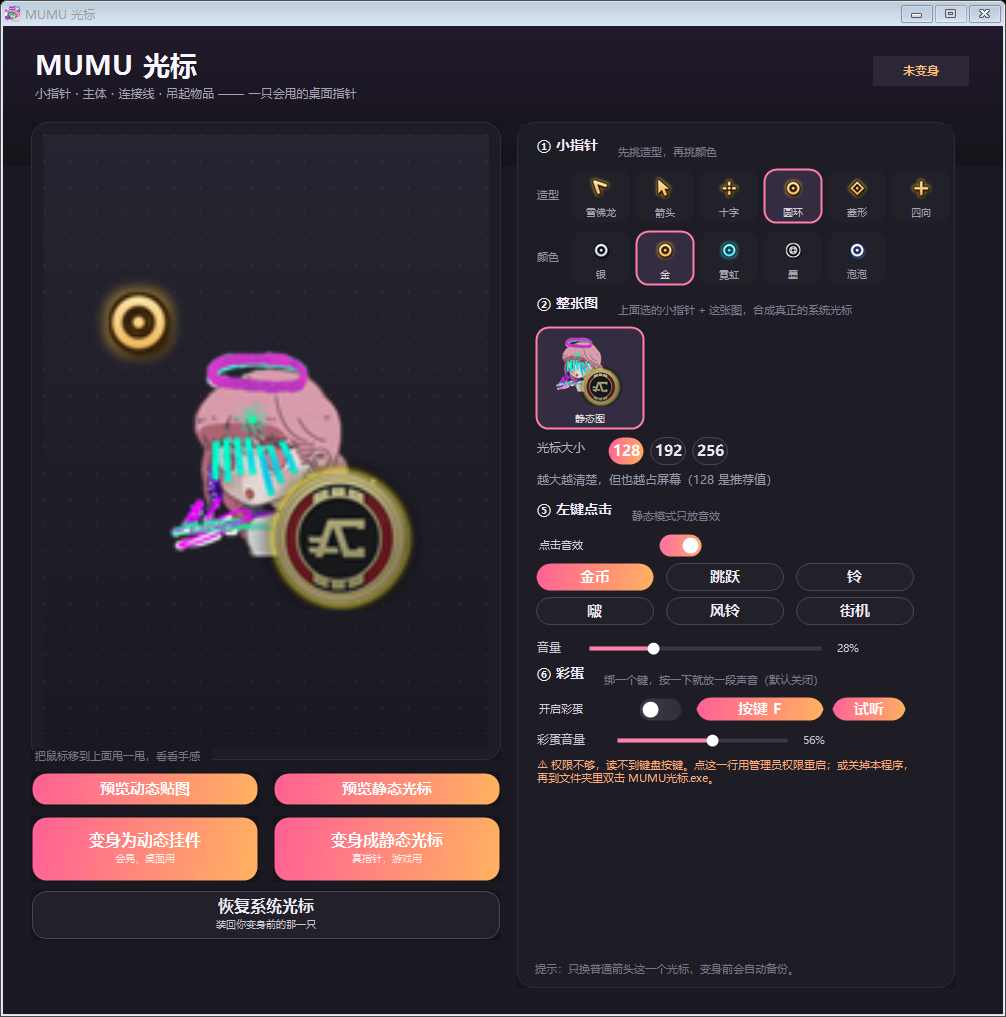 MUMU 光标
MUMU 光标
小指针 · 主体 · 连接线 · 吊起物品 —— 一只会甩的桌面指针
未变身
把鼠标移到上面甩一甩，看看手感
预览动态贴图
预览静态光标
变身为动态挂件
会亮，桌面用
变身成静态光标
真指针，游戏用
恢复系统光标
装回你变身前的那一只
① 小指针 先挑造型，再挑颜色
造型
雪佛龙
箭头
十字
圆环
菱形
四向
颜色
银
金
霓虹
墨
泡泡
② 整张图 上面选的小指针 + 这张图，合成真正的系统光标
静态图
光标大小 128 192 256
越大越清楚，但也越占屏幕（128 是推荐值）
⑤ 左键点击 静态模式只放音效
点击音效
金币 跳跃 铃
啵 风铃 街机
音量 28%
⑥ 彩蛋 绑一个键，按一下就放一段声音（默认关闭）
开启彩蛋 按键 F 试听
彩蛋音量 56%
⚠ 权限不够，读不到键盘按键。点这一行用管理员权限重启；或关掉本程序，
再到文件夹里双击 MUMU光标.exe。
提示：只换普通箭头这一个光标，变身前会自动备份。